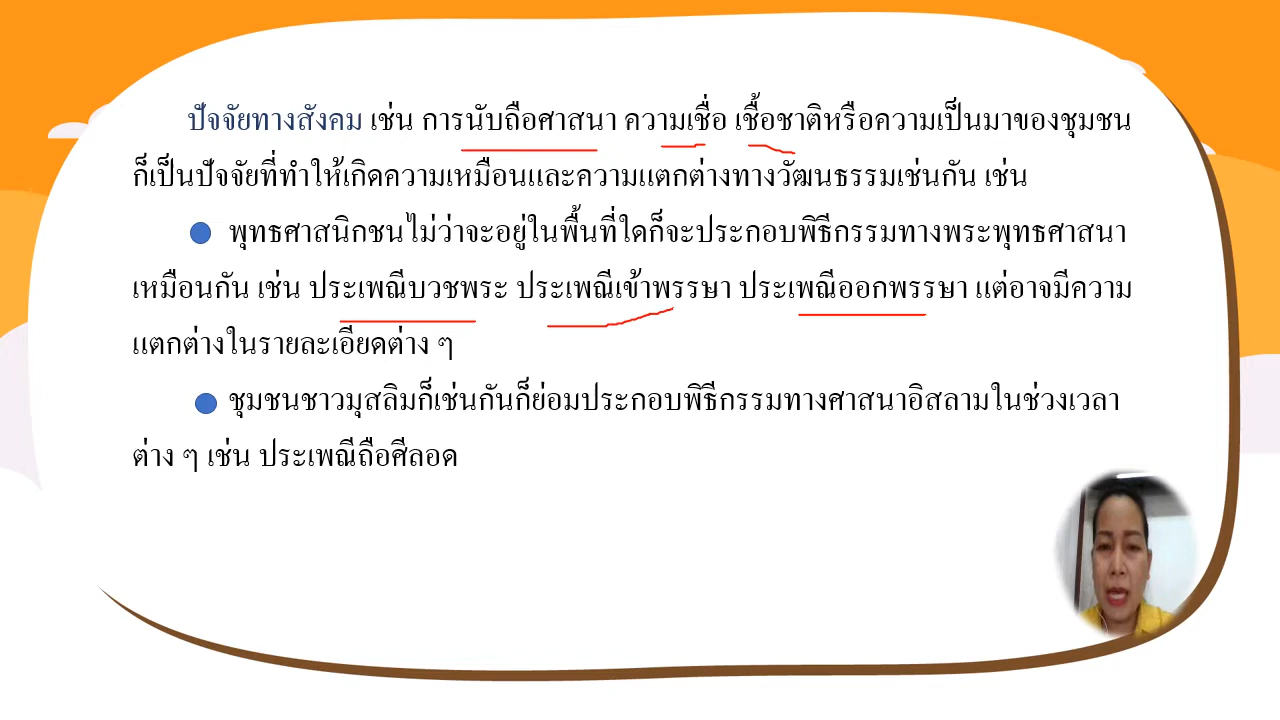 ปัจจัยทางสังคม เช่น การนับถือศาสนา ความเชื่อ เชื้อชาติหรือความเป็นมาของชุมชน
ก็เป็นปัจจัยที่ทำให้เกิดความเหมือนและความแตกต่างทางวัฒนธรรมเช่นกัน เช่น
พุทธศาสนิกชนไม่ว่าจะอยู่ในพื้นที่ใดก็จะประกอบพิธีกรรมทางพระพุทธศาสนา
เหมือนกัน เช่น ประเพณีบวชพระ ประเพณีเข้าพรรษา ประเพณีออกพรรษา แต่อาจมีความ
แตกต่างในรายละเอียดต่าง ๆ
ชุมชนชาวมุสลิมก็เช่นกันก็ย่อมประกอบพิธีกรรมทางศาสนาอิสลามในช่วงเวลา
ต่าง ๆ เช่น ประเพณีถือศีลอด